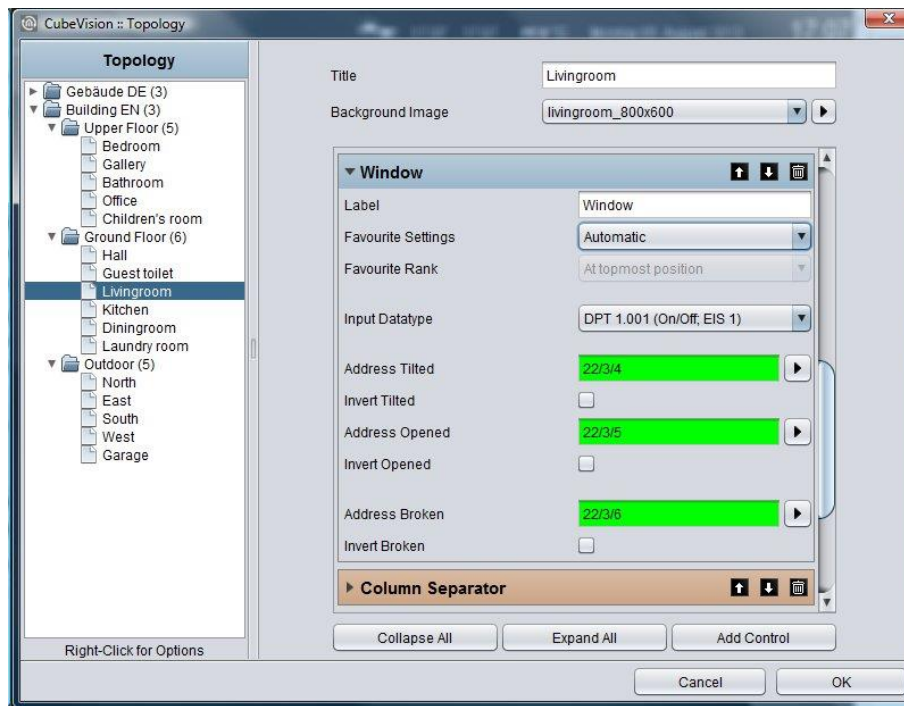 CubeVision :: Topology
Topology
Gebäude DE (3)
Building EN (3)
Upper Floor (5)
Bedroom
Gallery
Bathroom
Office
Children's room
Ground Floor (6)
Hall
Guest toilet
Livingroom
Kitchen
Diningroom
Laundry room
Outdoor (5)
North
East
South
West
Garage
Right-Click for Options
Title Livingroom
Background Image livingroom_800x600
Window
Label Window
Favourite Settings Automatic
Favourite Rank At topmost position
Input Datatype DPT 1.001 (On/Off; EIS 1)
Address Tilted 22/3/4
Invert Tilted
Address Opened 22/3/5
Invert Opened
Address Broken 22/3/6
Invert Broken
Column Separator
Collapse All Expand All Add Control
Cancel OK